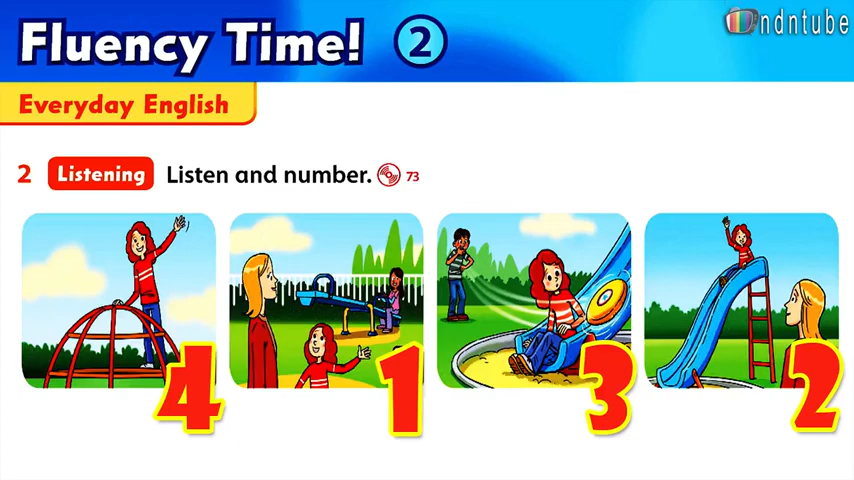 Fluency Time! 2
ndntube
Everyday English
2 Listening Listen and number. 73
4 1 3 2